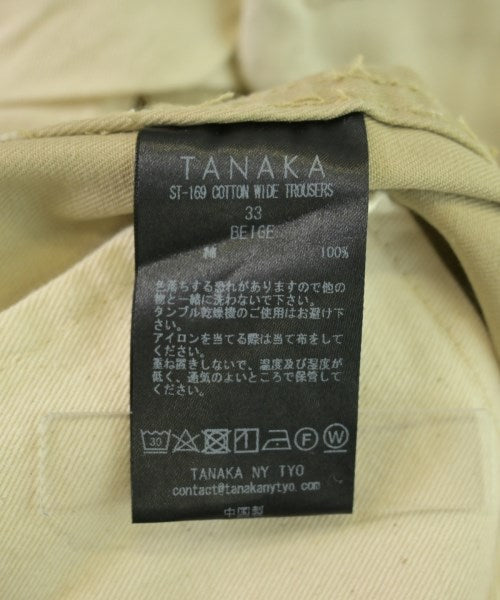 TANAKA
ST-169 COTTON WIDE TROUSERS
33
BEIGE
綿 100%
色落ちする恐れがありますので他の
物と一緒に洗わないで下さい。
タンブル乾燥機のご使用はお避け下
さい。
アイロンを当てる際は当て布をして
ください。
重ね置きしないで、温度及び湿度が
低く、通気のよいところで保管して
ください。
30 F W
TANAKA NY TYO
contact@tanakanytyo.com
中国製